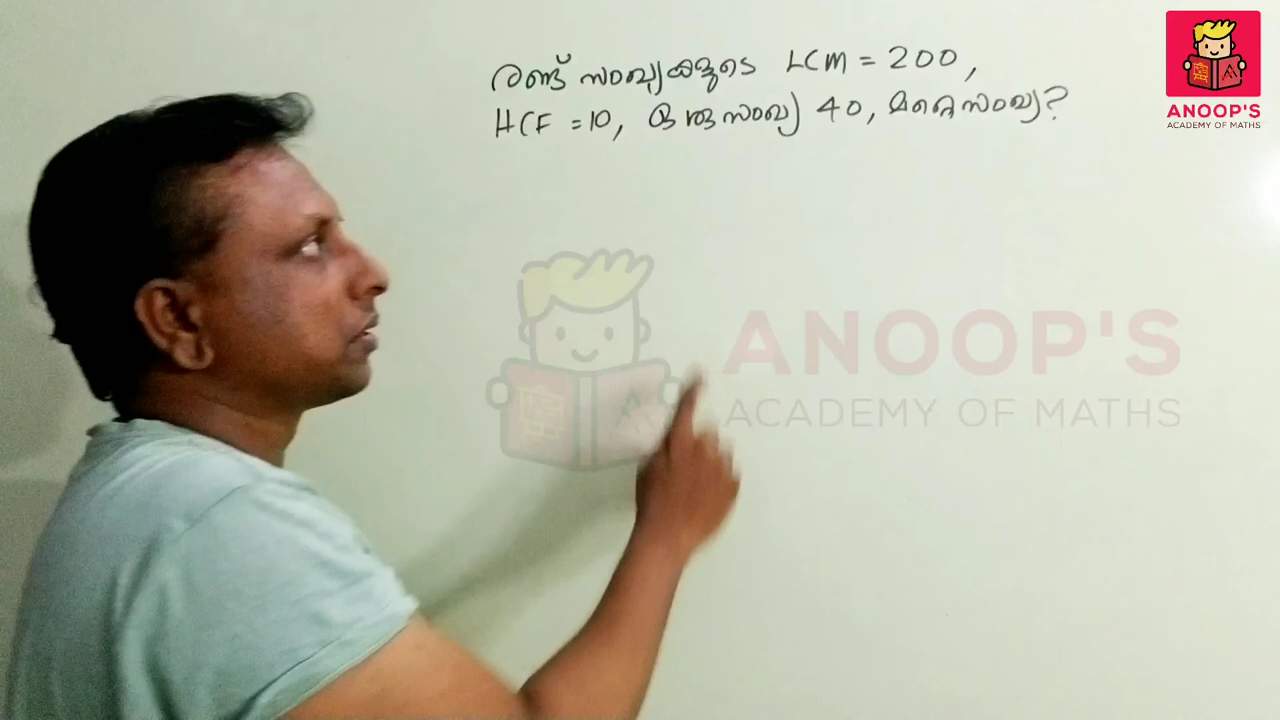 രണ്ട് സംഖ്യകളുടെ LCM = 200,
HCF = 10, ഒരു സംഖ്യ 40, മറ്റെ സംഖ്യ?
ANOOP'S
ACADEMY OF MATHS
ANOOP'S
ACADEMY OF MATHS